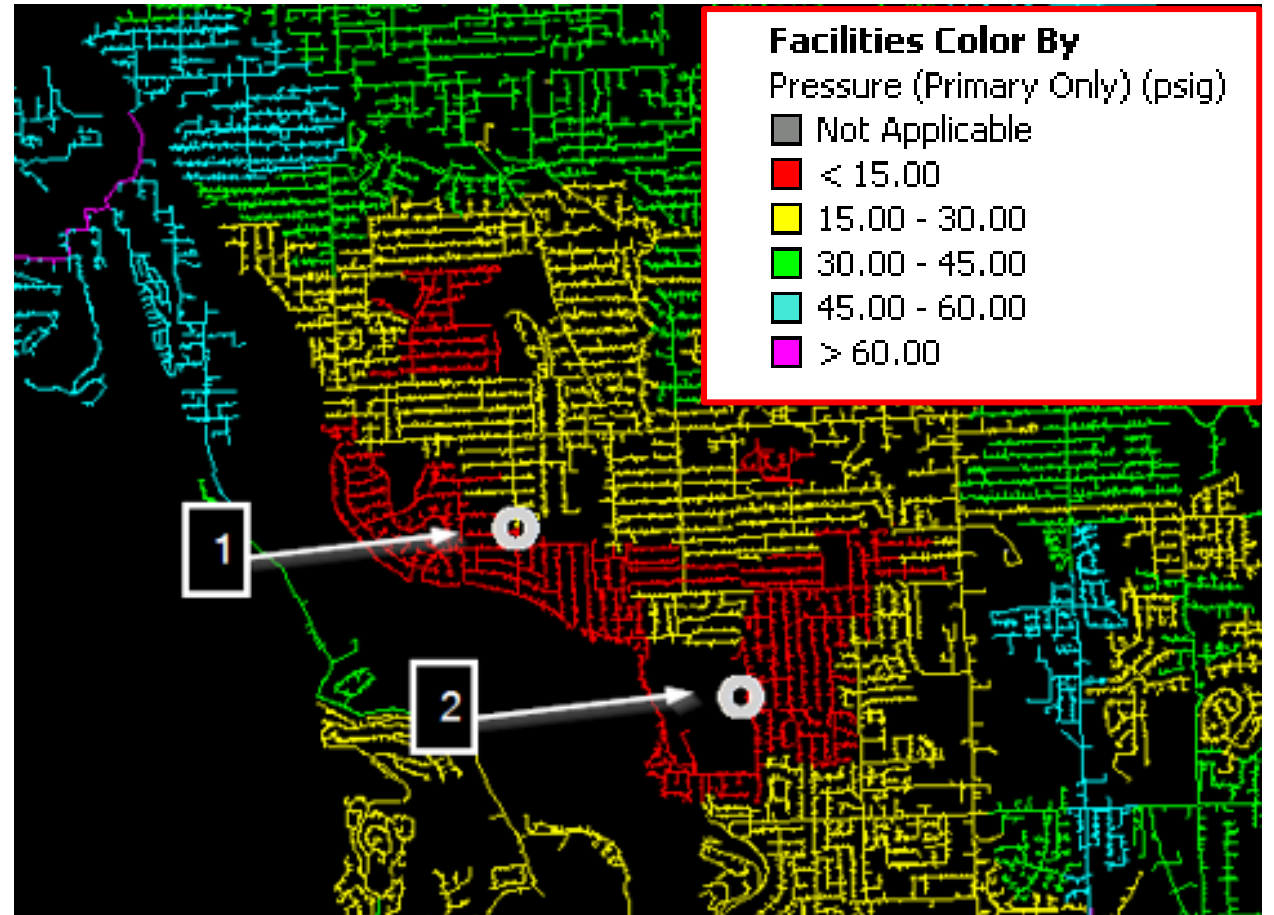 Facilities Color By
Pressure (Primary Only) (psig)
Not Applicable
< 15.00
15.00 - 30.00
30.00 - 45.00
45.00 - 60.00
> 60.00
1
2